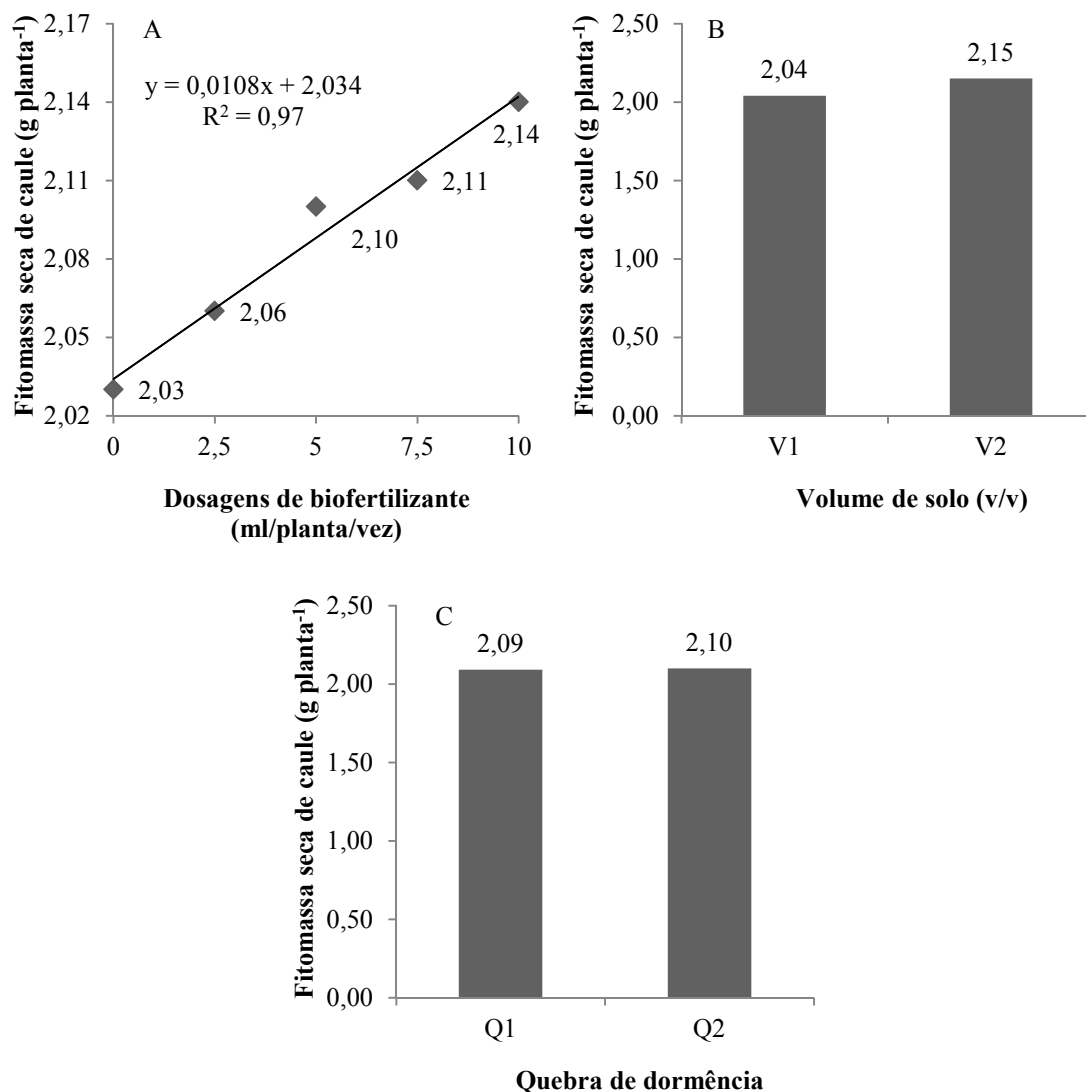 A
Fitomassa seca de caule (g planta-1)
2,17
2,14
2,11
2,08
2,05
2,02
y = 0,0108x + 2,034
R2 = 0,97
2,03
2,06
2,10
2,11
2,14
0 2,5 5 7,5 10
Dosagens de biofertilizante
(ml/planta/vez)
B
Fitomassa seca de caule (g planta-1)
2,50
2,00
1,50
1,00
0,50
0,00
2,04
2,15
V1 V2
Volume de solo (v/v)
C
Fitomassa seca de caule (g planta-1)
2,50
2,00
1,50
1,00
0,50
0,00
2,09
2,10
Q1 Q2
Quebra de dormência